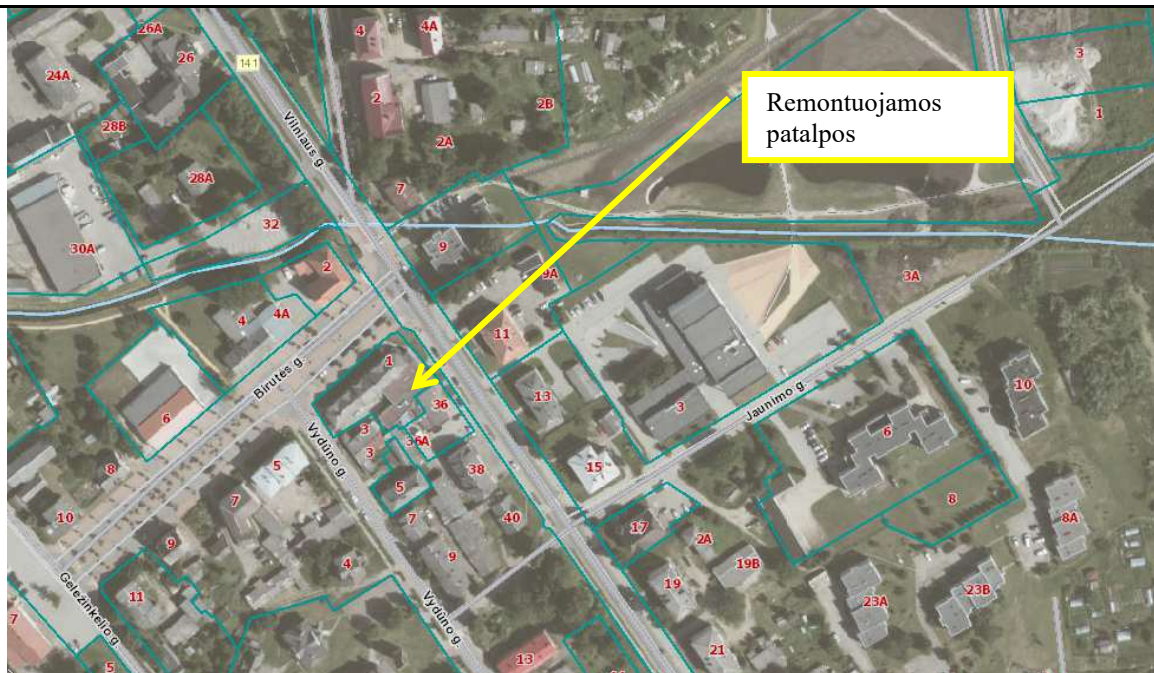 26A
26
24A
141
4
4A
3
1
Remontuojamos
patalpos
Vilniaus g.
2
2B
28B
2A
28A
7
32
9
30A
2
9A
3A
4
4A
11
1
Birutės g.
13
36
3
10
Jaunimo g.
6
6
3
36A
3
38
15
Vydūno g.
5
5
8
7
8
10
7
40
17
8A
9
9
2A
4
19B
19
11
23A
23B
Geležinkelio g.
Vydūno g.
7
5
13
21